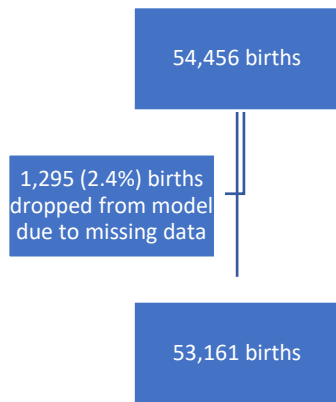 54,456 births
1,295 (2.4%) births
dropped from model
due to missing data
53,161 births